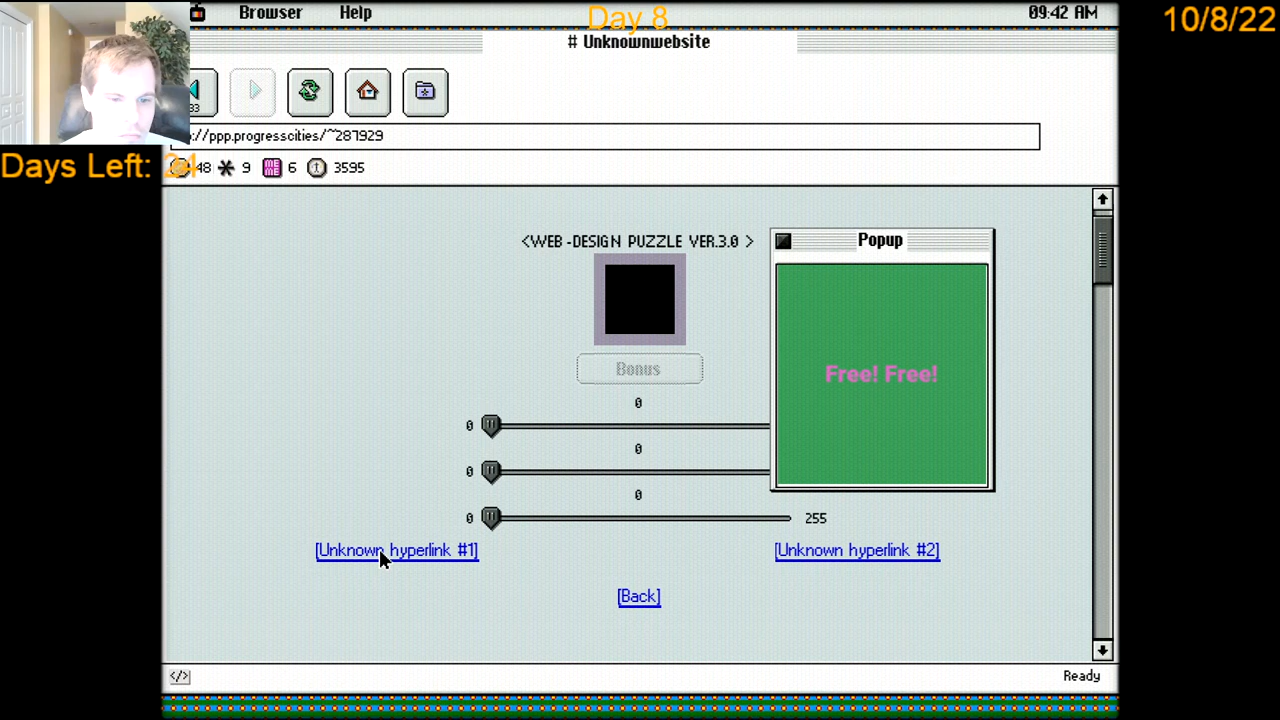 Browser Help
Day 8
09:42 AM
10/8/22
# Unknownwebsite
://ppp.progresscities/~287929
Days Left: 24
48 9 6 3595
<WEB-DESIGN PUZZLE VER.3.0 >
Popup
Free! Free!
Bonus
0
0
0
0
0
0
255
[Unknown hyperlink #1]
[Unknown hyperlink #2]
[Back]
</>
Ready